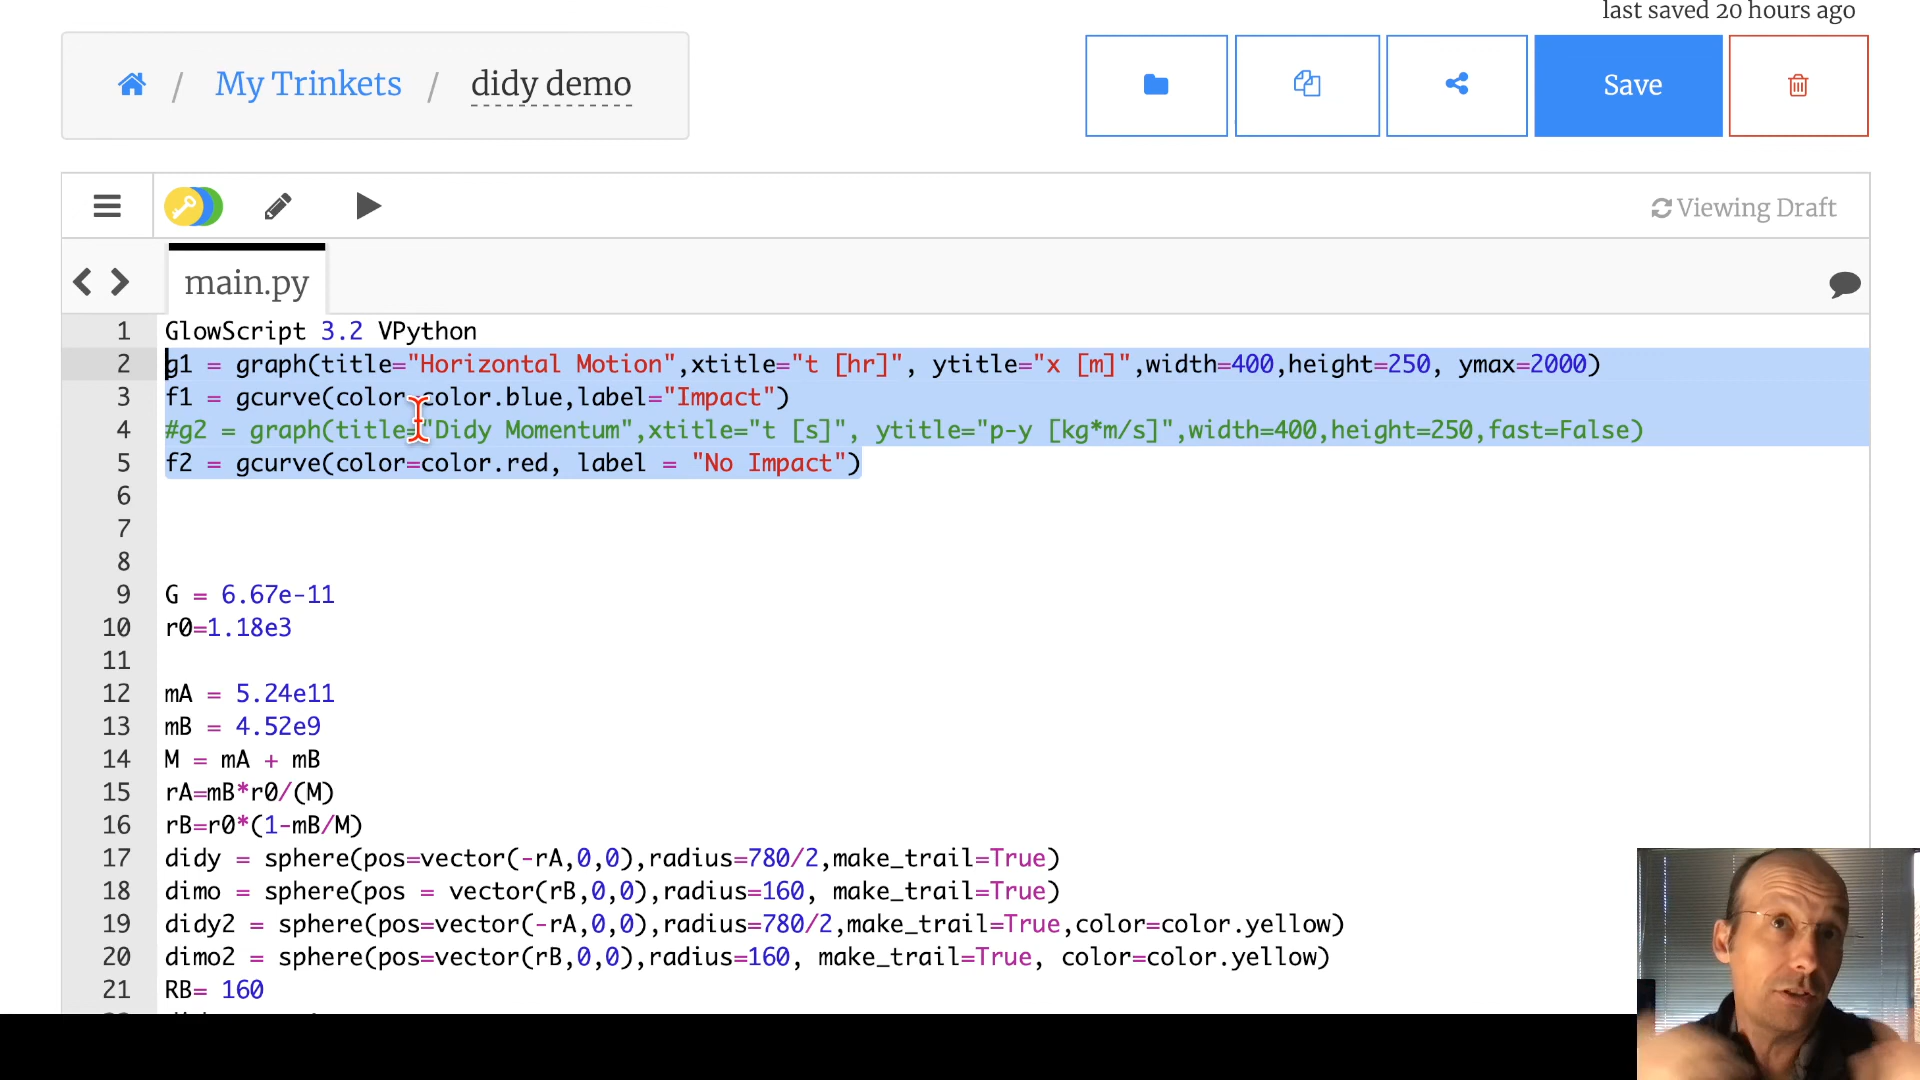 last saved 20 hours ago
/ My Trinkets / didy demo
Save
Viewing Draft
main.py
1 GlowScript 3.2 VPython
2 g1 = graph(title="Horizontal Motion",xtitle="t [hr]", ytitle="x [m]",width=400,height=250, ymax=2000)
3 f1 = gcurve(color=color.blue,label="Impact")
4 #g2 = graph(title="Didy Momentum",xtitle="t [s]", ytitle="p-y [kg*m/s]",width=400,height=250,fast=False)
5 f2 = gcurve(color=color.red, label = "No Impact")
6
7
8
9 G = 6.67e-11
10 r0=1.18e3
11
12 mA = 5.24e11
13 mB = 4.52e9
14 M = mA + mB
15 rA=mB*r0/(M)
16 rB=r0*(1-mB/M)
17 didy = sphere(pos=vector(-rA,0,0),radius=780/2,make_trail=True)
18 dimo = sphere(pos = vector(rB,0,0),radius=160, make_trail=True)
19 didy2 = sphere(pos=vector(-rA,0,0),radius=780/2,make_trail=True,color=color.yellow)
20 dimo2 = sphere(pos=vector(rB,0,0),radius=160, make_trail=True, color=color.yellow)
21 RB= 160